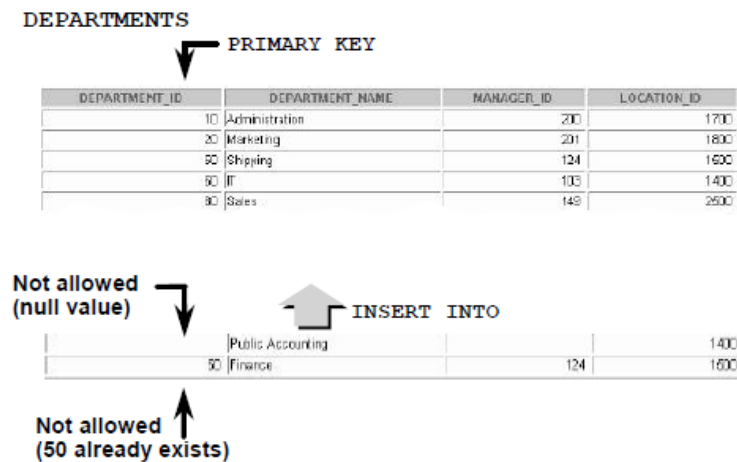 DEPARTMENTS
PRIMARY KEY
DEPARTMENT_ID DEPARTMENT_NAME MANAGER_ID LOCATION_ID
10 Administration 200 1700
20 Marketing 201 1800
50 Shipping 124 1500
60 IT 103 1400
80 Sales 149 2500
Not allowed
(null value)
INSERT INTO
Public Accounting 1400
50 Finance 124 1500
Not allowed
(50 already exists)